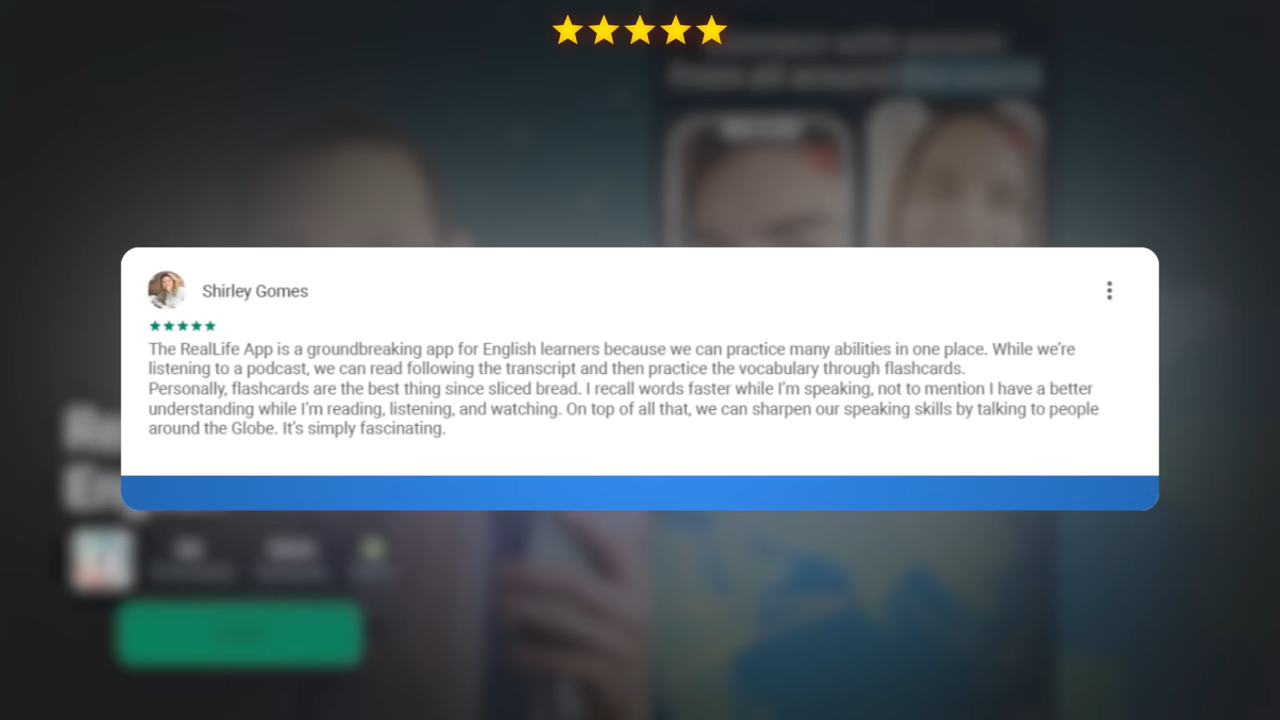 Shirley Gomes
The RealLife App is a groundbreaking app for English learners because we can practice many abilities in one place. While we're
listening to a podcast, we can read following the transcript and then practice the vocabulary through flashcards.
Personally, flashcards are the best thing since sliced bread. I recall words faster while I'm speaking, not to mention I have a better
understanding while I'm reading, listening, and watching. On top of all that, we can sharpen our speaking skills by talking to people
around the Globe. It's simply fascinating.